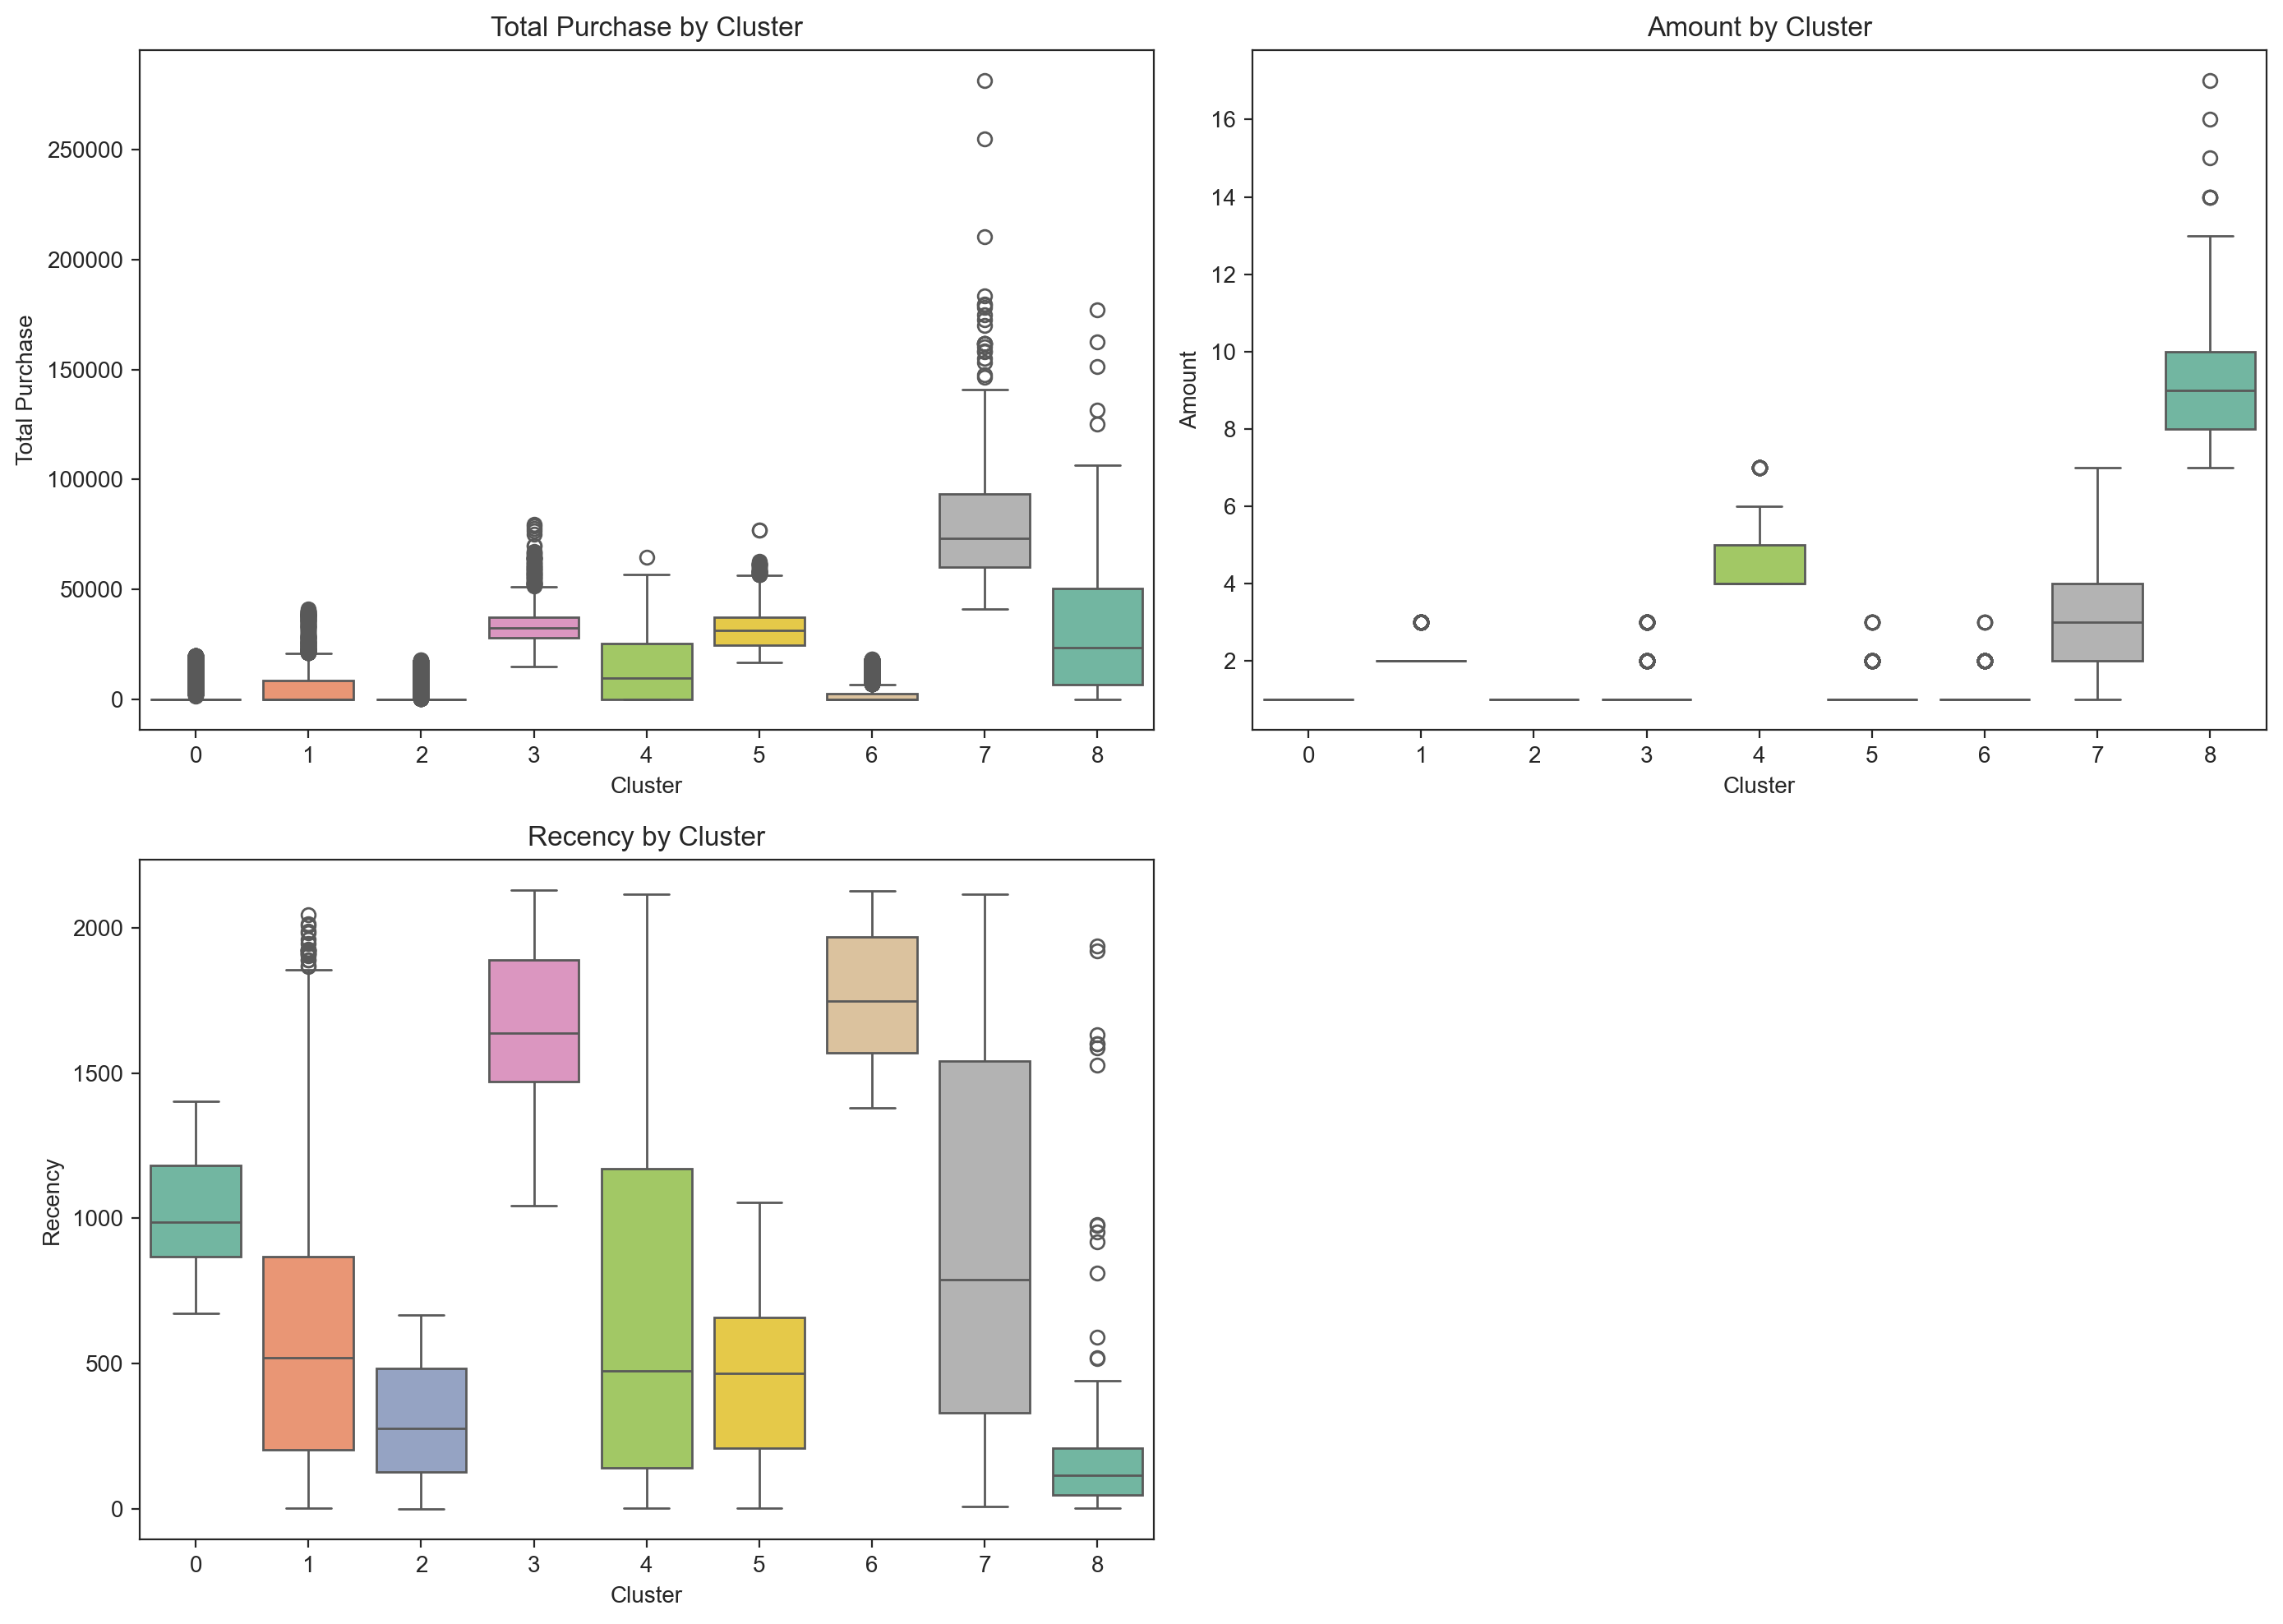 Total Purchase by Cluster
Total Purchase
250000
200000
150000
100000
50000
0
0 1 2 3 4 5 6 7 8
Cluster
Amount by Cluster
Amount
16
14
12
10
8
6
4
2
0 1 2 3 4 5 6 7 8
Cluster
Recency by Cluster
Recency
2000
1500
1000
500
0
0 1 2 3 4 5 6 7 8
Cluster